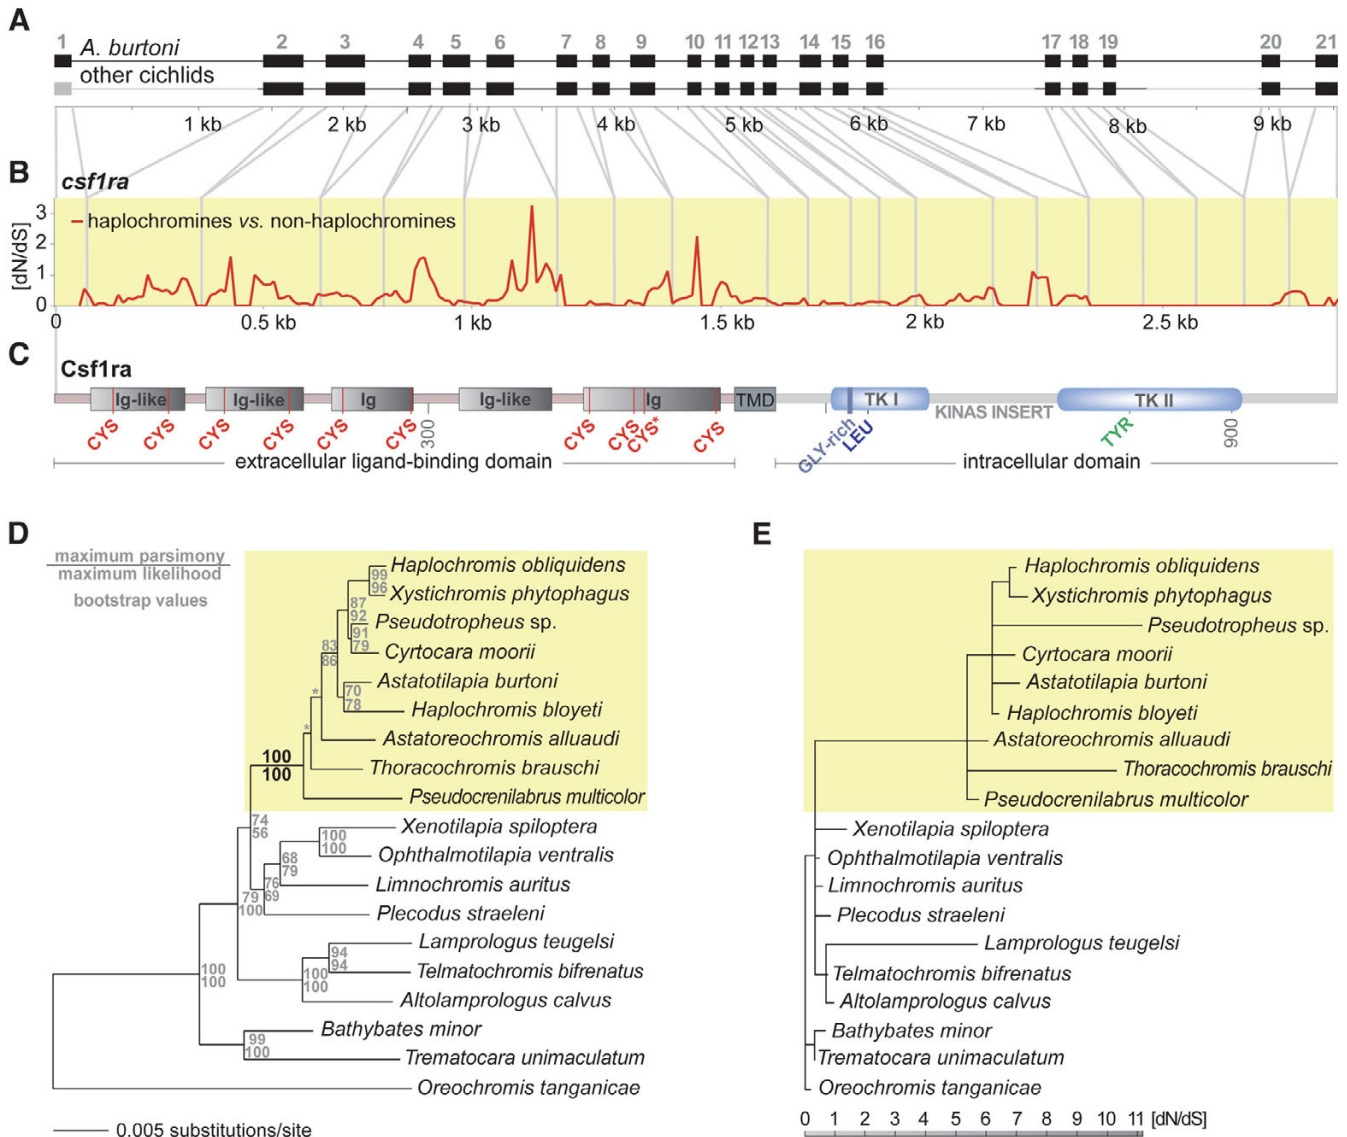 A
1 2 3 4 5 6 7 8 9 10 11 12 13 14 15 16 17 18 19 20 21
A. burtoni
other cichlids
1 kb 2 kb 3 kb 4 kb 5 kb 6 kb 7 kb 8 kb 9 kb
B
csf1ra
haplochromines vs. non-haplochromines
[dN/dS]
3
2
1
0
0 0.5 kb 1 kb 1.5 kb 2 kb 2.5 kb
C
Csf1ra
Ig-like Ig-like Ig Ig-like Ig TMD TK I KINAS INSERT TK II
CYS CYS CYS CYS CYS CYS 300 CYS CYS CYS* CYS GLY-rich LEU TYR 900
extracellular ligand-binding domain
intracellular domain
D
maximum parsimony
maximum likelihood
bootstrap values
Haplochromis obliquidens
99
96
Xystichromis phytophagus
87
92
Pseudotropheus sp.
91
79
Cyrtocara moorii
83
86
Astatotilapia burtoni
70
78
Haplochromis bloyeti
*
Astatoreochromis alluaudi
*
100
100
Thoracochromis brauschi
Pseudocrenilabrus multicolor
74
56
Xenotilapia spiloptera
100
100
Ophthalmotilapia ventralis
68
79
Limnochromis auritus
76
69
79
100
Plecodus straeleni
Lamprologus teugelsi
94
94
Telmatochromis bifrenatus
100
100
Altolamprologus calvus
100
100
Bathybates minor
99
100
Trematocara unimaculatum
Oreochromis tanganicae
0.005 substitutions/site
E
Haplochromis obliquidens
Xystichromis phytophagus
Pseudotropheus sp.
Cyrtocara moorii
Astatotilapia burtoni
Haplochromis bloyeti
Astatoreochromis alluaudi
Thoracochromis brauschi
Pseudocrenilabrus multicolor
Xenotilapia spiloptera
Ophthalmotilapia ventralis
Limnochromis auritus
Plecodus straeleni
Lamprologus teugelsi
Telmatochromis bifrenatus
Altolamprologus calvus
Bathybates minor
Trematocara unimaculatum
Oreochromis tanganicae
0 1 2 3 4 5 6 7 8 9 10 11 [dN/dS]